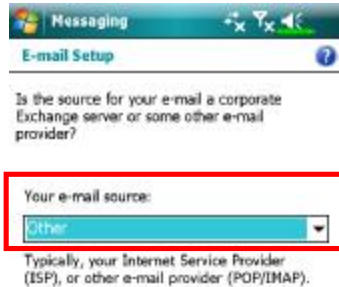 Messaging
E-mail Setup
Is the source for your e-mail a corporate
Exchange server or some other e-mail
provider?
Your e-mail source:
Other
Typically, your Internet Service Provider
(ISP), or other e-mail provider (POP/IMAP).